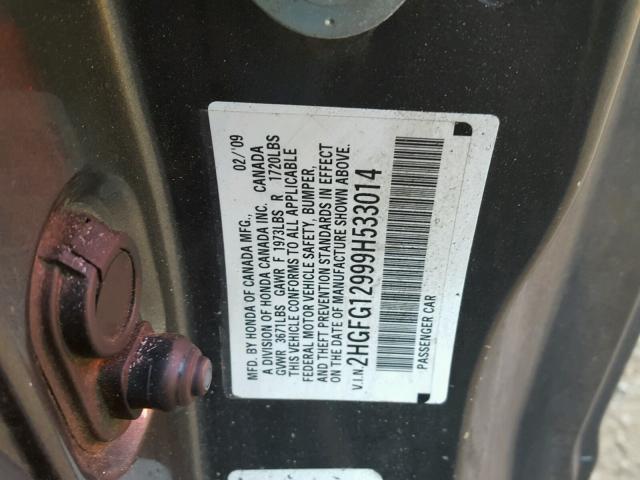 MFD. BY HONDA OF CANADA MFG., 02/'09
A DIVISION OF HONDA CANADA INC. CANADA
GVWR 3671LBS GAWR F 1973LBS R 1720LBS
THIS VEHICLE CONFORMS TO ALL APPLICABLE
FEDERAL MOTOR VEHICLE SAFETY, BUMPER,
AND THEFT PREVENTION STANDARDS IN EFFECT
ON THE DATE OF MANUFACTURE SHOWN ABOVE.
V.I.N. 2HGFG12999H533014
PASSENGER CAR